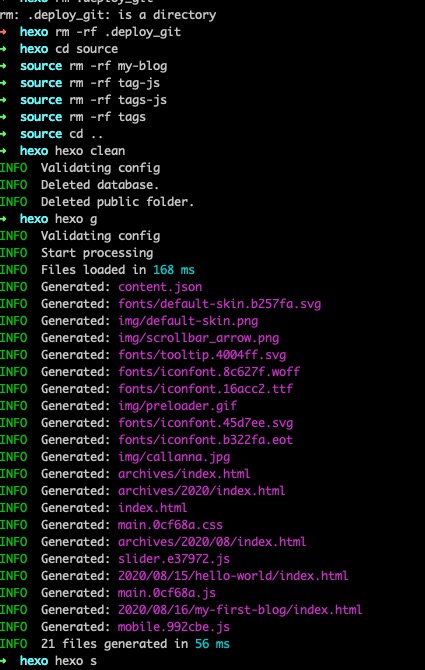 ➜ hexo rm .deploy_git
rm: .deploy_git: is a directory
➜ hexo rm -rf .deploy_git
➜ hexo cd source
➜ source rm -rf my-blog
➜ source rm -rf tag-js
➜ source rm -rf tags-js
➜ source rm -rf tags
➜ source cd ..
➜ hexo hexo clean
INFO Validating config
INFO Deleted database.
INFO Deleted public folder.
➜ hexo hexo g
INFO Validating config
INFO Start processing
INFO Files loaded in 168 ms
INFO Generated: content.json
INFO Generated: fonts/default-skin.b257fa.svg
INFO Generated: img/default-skin.png
INFO Generated: img/scrollbar_arrow.png
INFO Generated: fonts/tooltip.4004ff.svg
INFO Generated: fonts/iconfont.8c627f.woff
INFO Generated: fonts/iconfont.16acc2.ttf
INFO Generated: img/preloader.gif
INFO Generated: fonts/iconfont.45d7ee.svg
INFO Generated: fonts/iconfont.b322fa.eot
INFO Generated: img/callanna.jpg
INFO Generated: archives/index.html
INFO Generated: archives/2020/index.html
INFO Generated: index.html
INFO Generated: main.0cf68a.css
INFO Generated: archives/2020/08/index.html
INFO Generated: slider.e37972.js
INFO Generated: 2020/08/15/hello-world/index.html
INFO Generated: main.0cf68a.js
INFO Generated: 2020/08/16/my-first-blog/index.html
INFO Generated: mobile.992cbe.js
INFO 21 files generated in 56 ms
➜ hexo hexo s